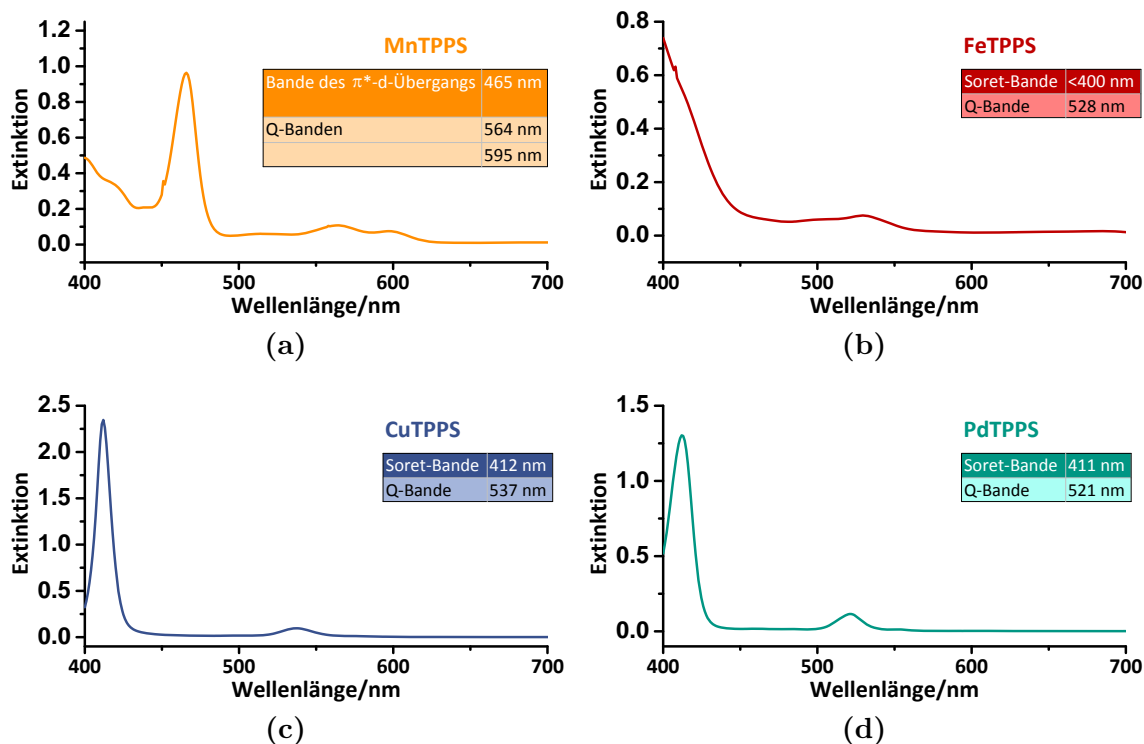 MnTPPS
Bande des π*-d-Übergangs 465 nm
Q-Banden 564 nm
595 nm
Extinktion
1.2
1.0
0.8
0.6
0.4
0.2
0.0
400 500 600 700
Wellenlänge/nm
(a)
FeTPPS
Soret-Bande <400 nm
Q-Bande 528 nm
Extinktion
0.8
0.6
0.4
0.2
0.0
400 500 600 700
Wellenlänge/nm
(b)
CuTPPS
Soret-Bande 412 nm
Q-Bande 537 nm
Extinktion
2.5
2.0
1.5
1.0
0.5
0.0
400 500 600 700
Wellenlänge/nm
(c)
PdTPPS
Soret-Bande 411 nm
Q-Bande 521 nm
Extinktion
1.5
1.0
0.5
0.0
400 500 600 700
Wellenlänge/nm
(d)